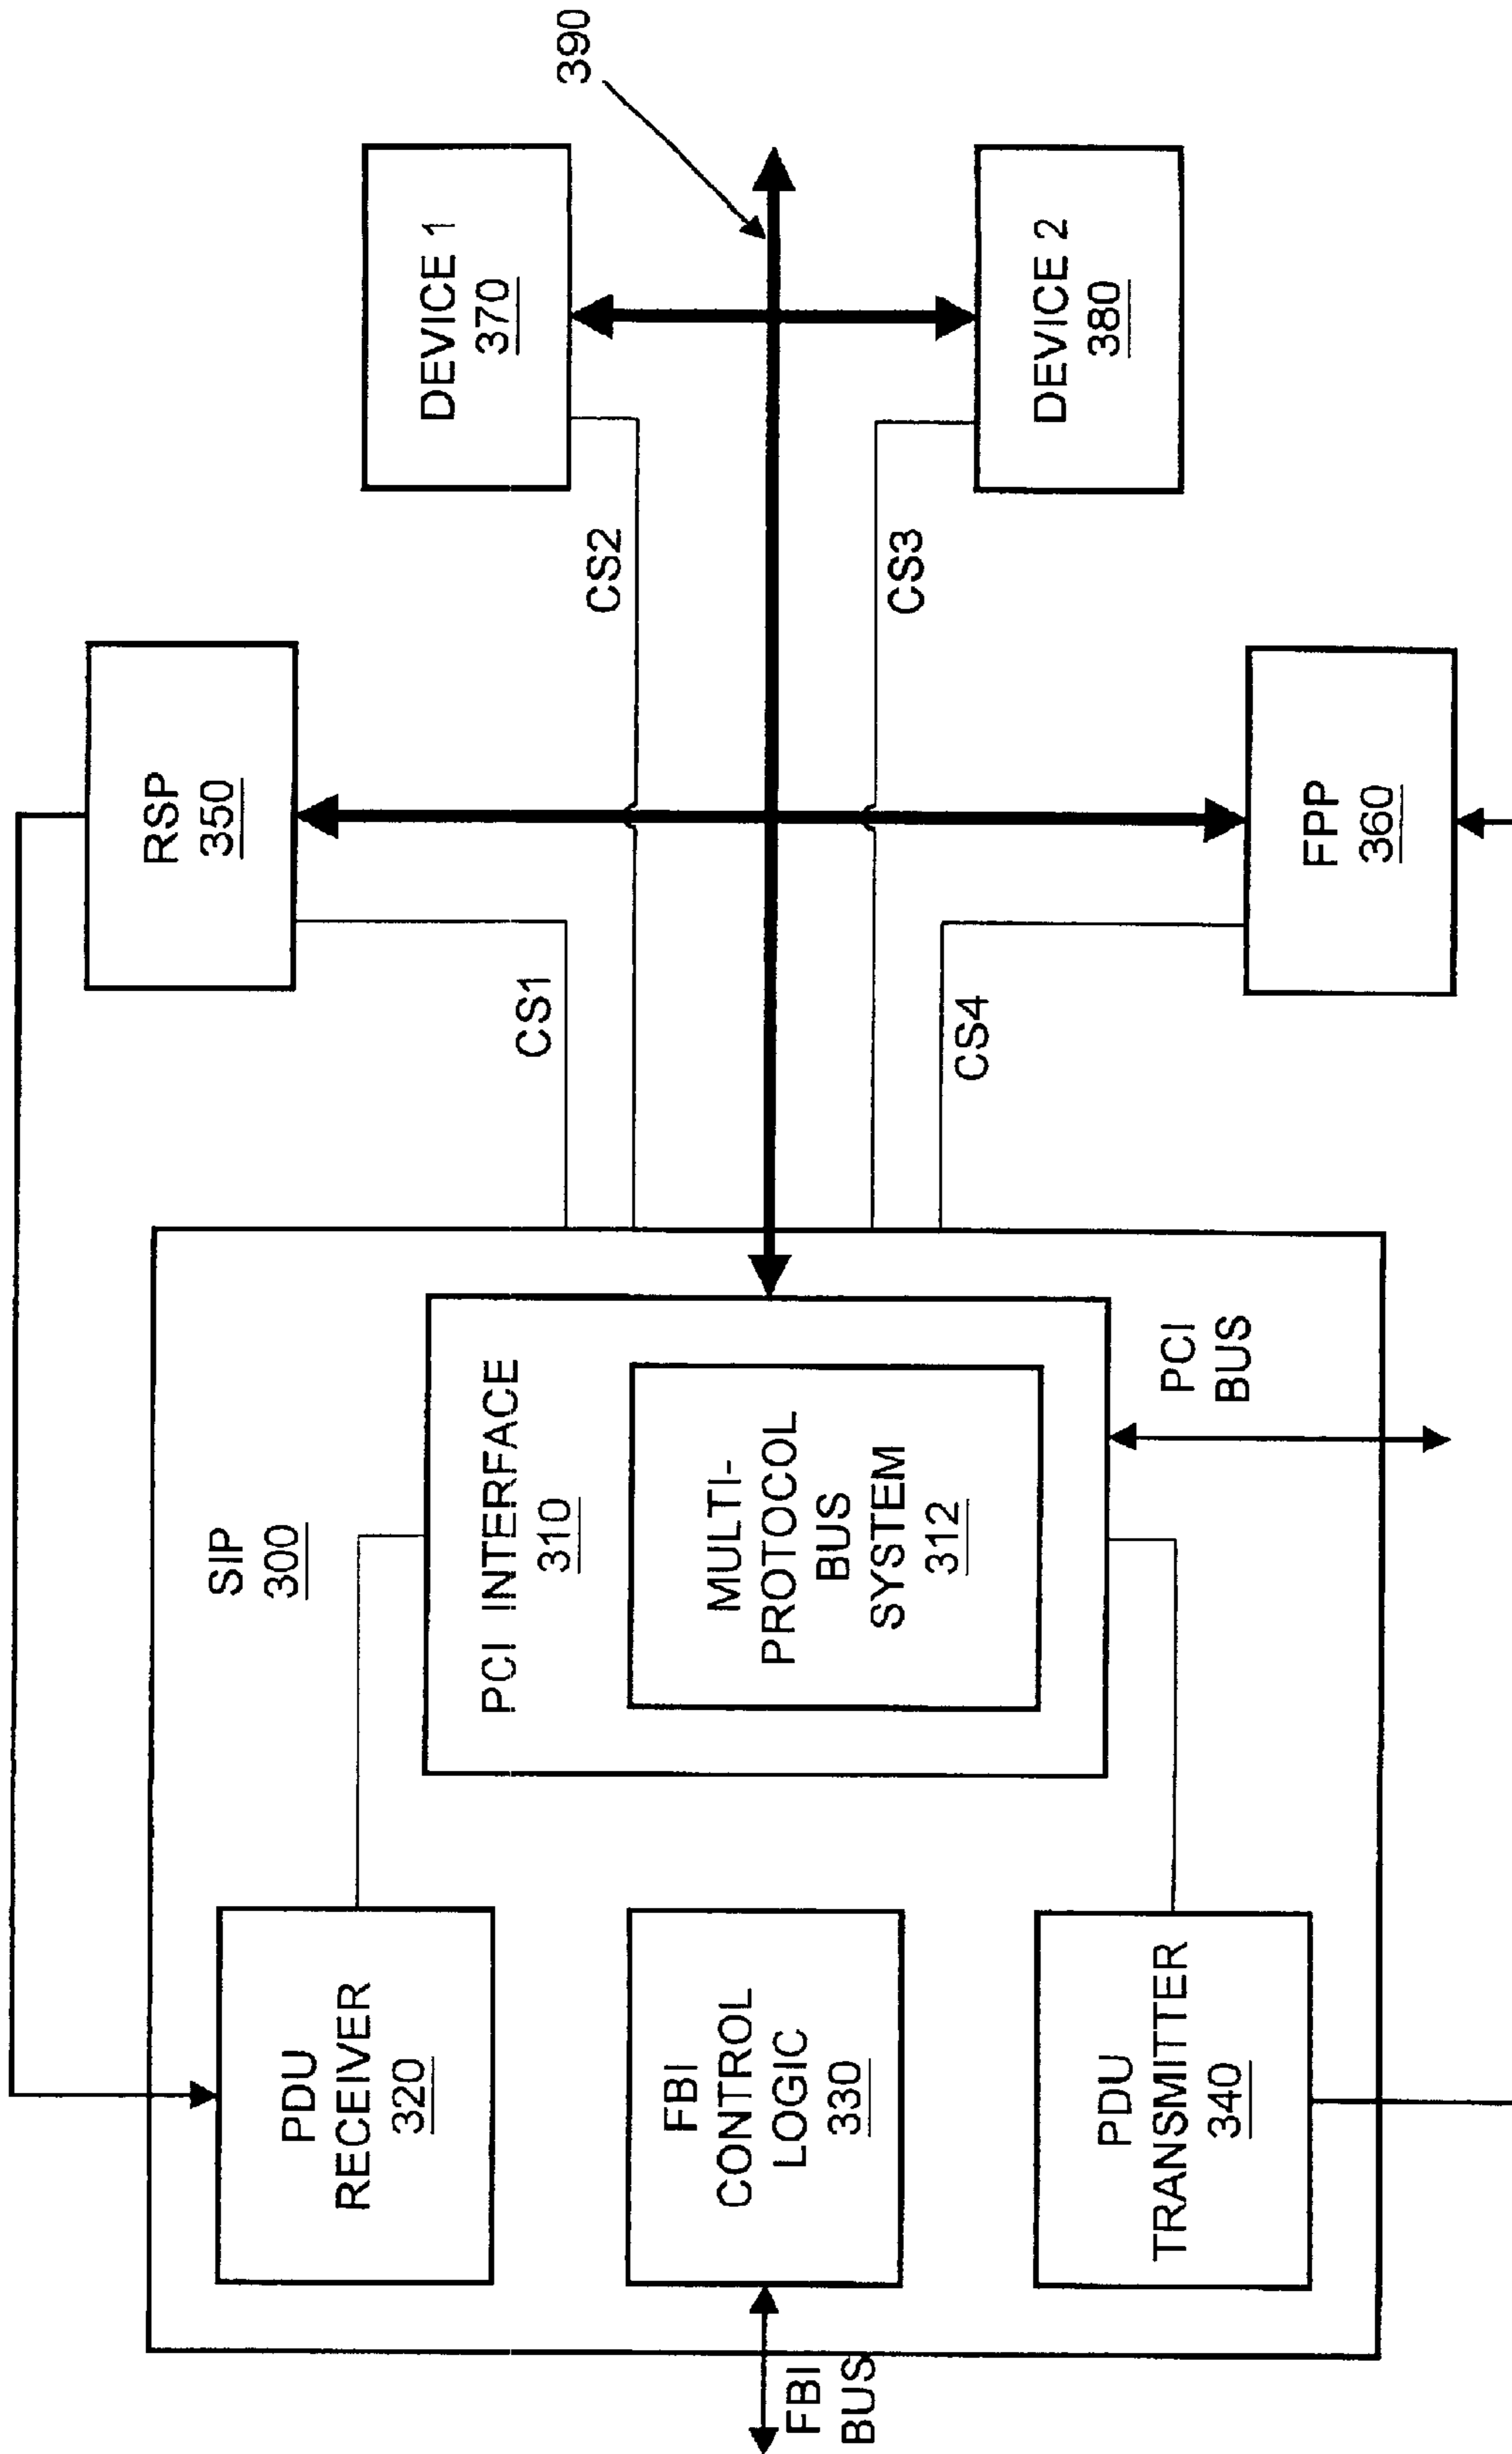 390
DEVICE 1
370
DEVICE 2
380
CS2
CS3
RSP
350
FPP
360
CS1
CS4
SIP
300
PCI INTERFACE
310
MULTI-
PROTOCOL
BUS
SYSTEM
312
PCI
BUS
PDU
RECEIVER
320
FBI
CONTROL
LOGIC
330
PDU
TRANSMITTER
340
FBI
BUS